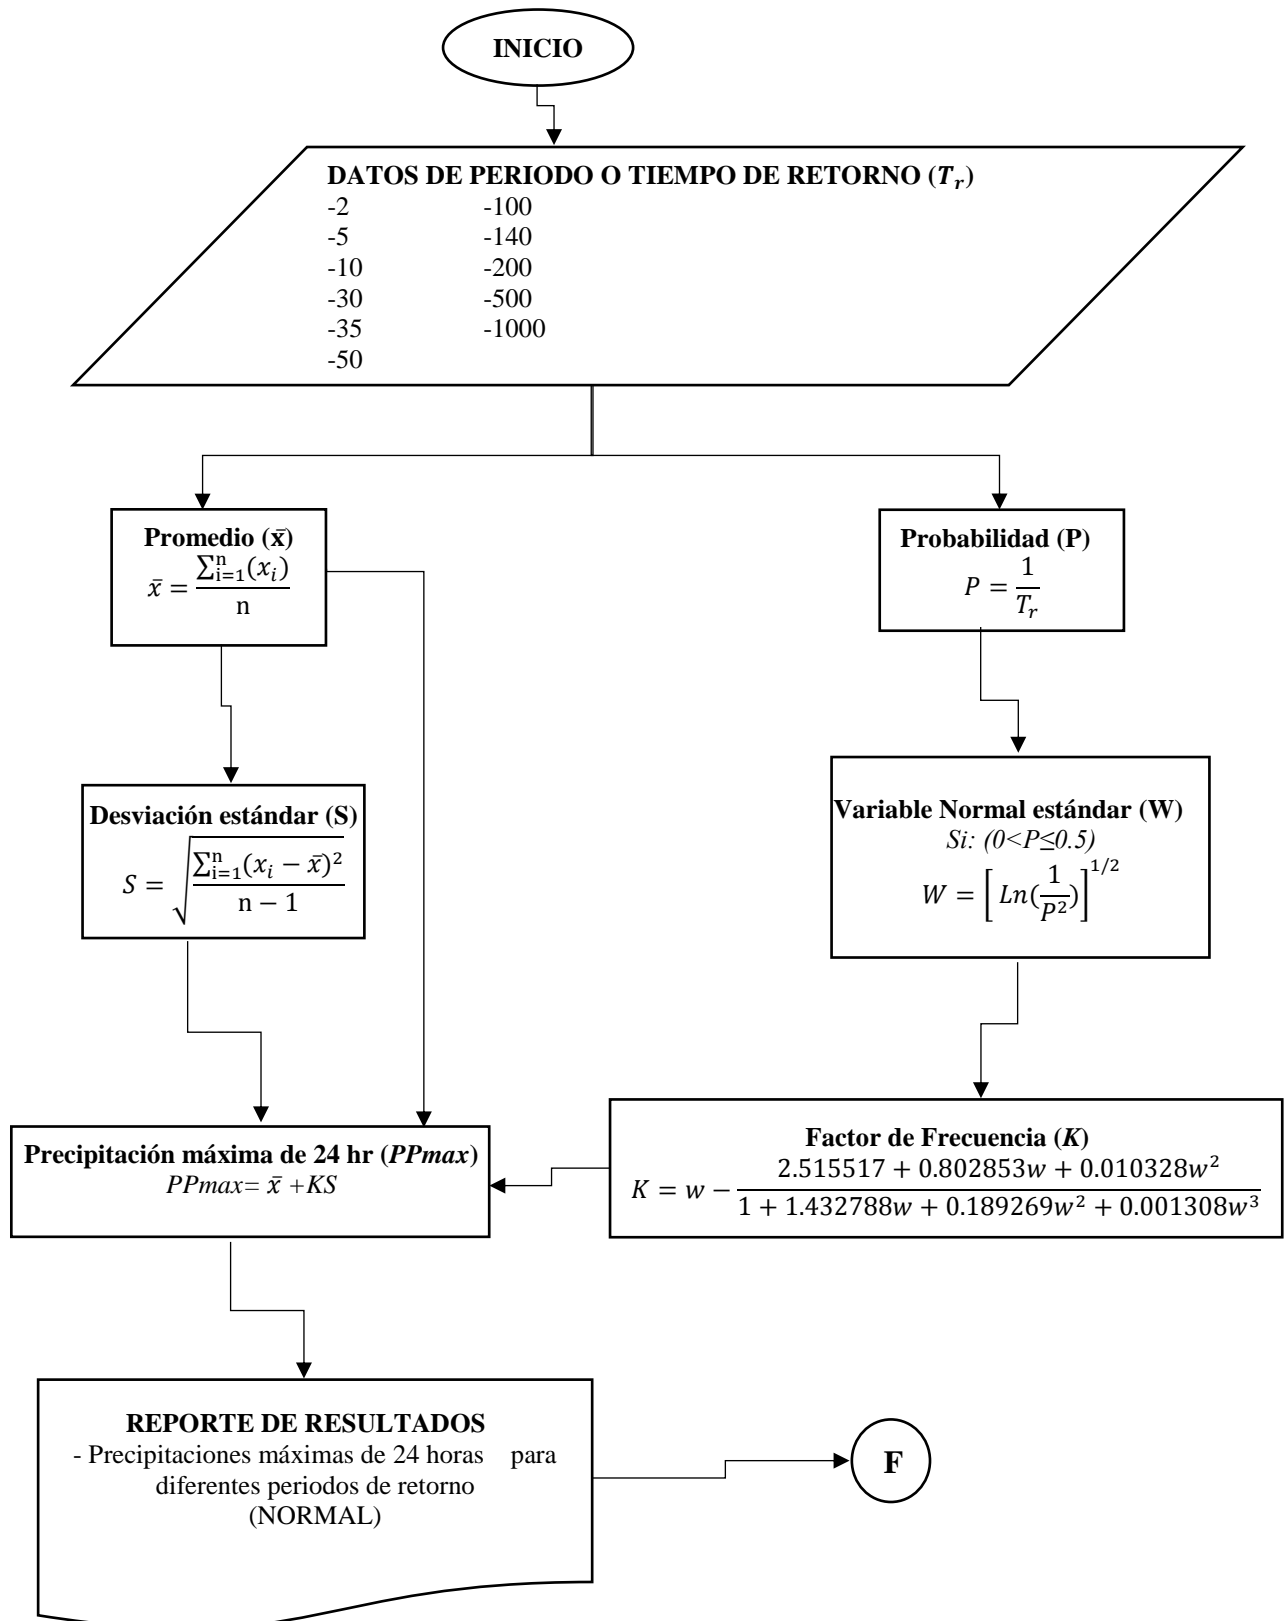 INICIO
DATOS DE PERIODO O TIEMPO DE RETORNO (Tᵣ)
-2 -100
-5 -140
-10 -200
-30 -500
-35 -1000
-50
Promedio (x̄)
x̄ = ∑ⁿᵢ₌₁(xᵢ) / n
Probabilidad (P)
P = 1 / Tᵣ
Desviación estándar (S)
S = √(∑ⁿᵢ₌₁(xᵢ − x̄)² / n − 1)
Variable Normal estándar (W)
Si: (0<P≤0.5)
W = [ Ln(1/P²)]^1/2
Precipitación máxima de 24 hr (PPmax)
PPmax= x̄ +KS
Factor de Frecuencia (K)
K = w − (2.515517 + 0.802853w + 0.010328w²) / (1 + 1.432788w + 0.189269w² + 0.001308w³)
REPORTE DE RESULTADOS
- Precipitaciones máximas de 24 horas para
diferentes periodos de retorno
(NORMAL)
F